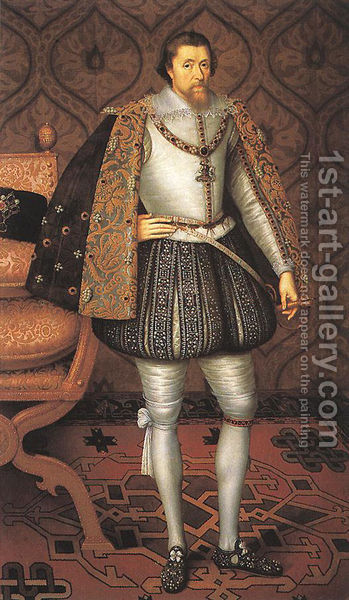 1st-art-gallery.com
This watermark does not appear on the painting